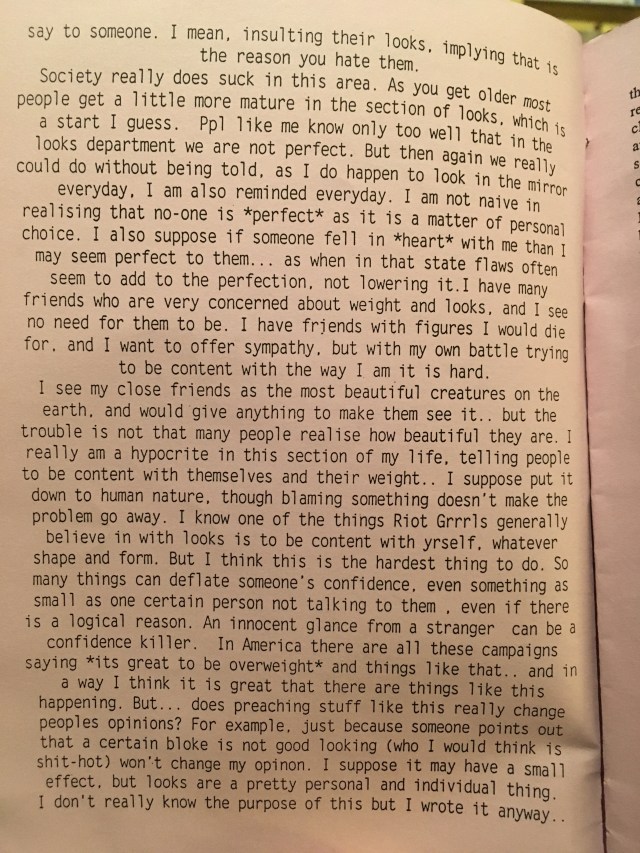 say to someone. I mean, insulting their looks, implying that is
the reason you hate them.
Society really does suck in this area. As you get older most
people get a little more mature in the section of looks, which is
a start I guess. Ppl like me know only too well that in the
looks department we are not perfect. But then again we really
could do without being told, as I do happen to look in the mirror
everyday, I am also reminded everyday. I am not naive in
realising that no-one is *perfect* as it is a matter of personal
choice. I also suppose if someone fell in *heart* with me than I
may seem perfect to them... as when in that state flaws often
seem to add to the perfection, not lowering it.I have many
friends who are very concerned about weight and looks, and I see
no need for them to be. I have friends with figures I would die
for, and I want to offer sympathy, but with my own battle trying
to be content with the way I am it is hard.
I see my close friends as the most beautiful creatures on the
earth, and would give anything to make them see it.. but the
trouble is not that many people realise how beautiful they are. I
really am a hypocrite in this section of my life, telling people
to be content with themselves and their weight.. I suppose put it
down to human nature, though blaming something doesn't make the
problem go away. I know one of the things Riot Grrrls generally
believe in with looks is to be content with yrself, whatever
shape and form. But I think this is the hardest thing to do. So
many things can deflate someone's confidence, even something as
small as one certain person not talking to them , even if there
is a logical reason. An innocent glance from a stranger can be a
confidence killer. In America there are all these campaigns
saying *its great to be overweight* and things like that.. and in
a way I think it is great that there are things like this
happening. But... does preaching stuff like this really change
peoples opinions? For example, just because someone points out
that a certain bloke is not good looking (who I would think is
shit-hot) won't change my opinon. I suppose it may have a small
effect, but looks are a pretty personal and individual thing.
I don't really know the purpose of this but I wrote it anyway..